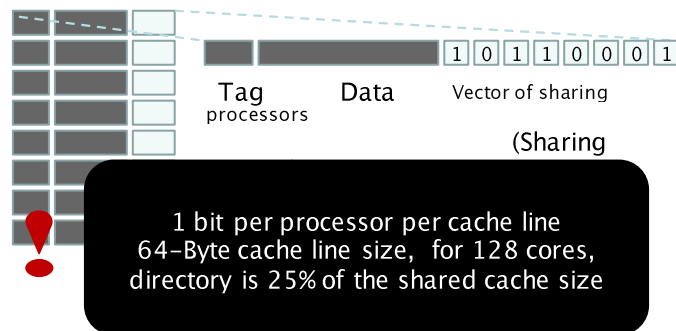 1 0 1 1 0 0 0 1
Tag Data Vector of sharing
processors
(Sharing
1 bit per processor per cache line
64-Byte cache line size, for 128 cores,
directory is 25% of the shared cache size